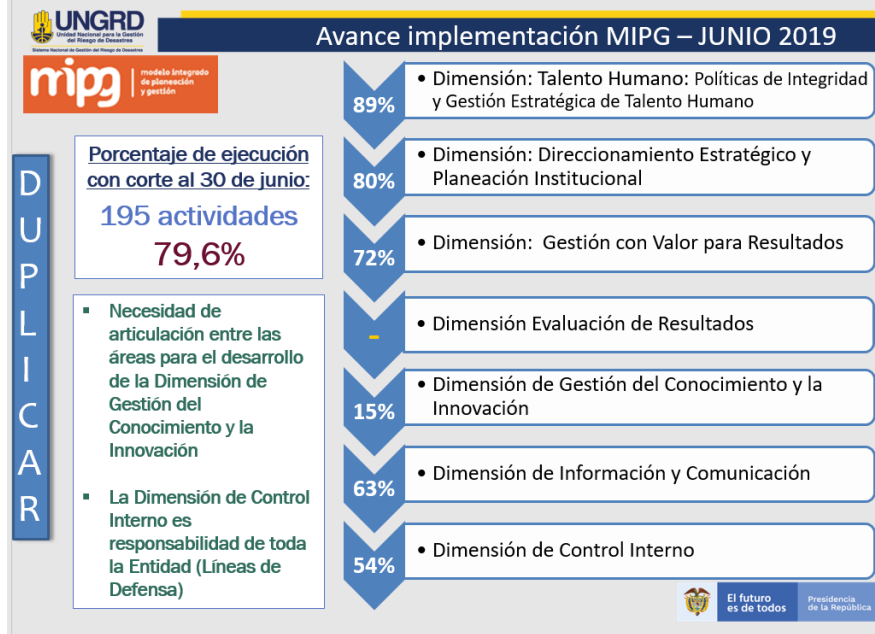 UNGRD
Unidad Nacional para la Gestión
del Riesgo de Desastres
Sistema Nacional de Gestión del Riesgo de Desastres
Avance implementación MIPG – JUNIO 2019
mipg
modelo integrado
de planeación
y gestión
DUPLICAR
Porcentaje de ejecución
con corte al 30 de junio:
195 actividades
79,6%
▪ Necesidad de
articulación entre las
áreas para el desarrollo
de la Dimensión de
Gestión del
Conocimiento y la
Innovación
▪ La Dimensión de Control
Interno es
responsabilidad de toda
la Entidad (Líneas de
Defensa)
89%
• Dimensión: Talento Humano: Políticas de Integridad
y Gestión Estratégica de Talento Humano
80%
• Dimensión: Direccionamiento Estratégico y
Planeación Institucional
72%
• Dimensión: Gestión con Valor para Resultados
-
• Dimensión Evaluación de Resultados
15%
• Dimensión de Gestión del Conocimiento y la
Innovación
63%
• Dimensión de Información y Comunicación
54%
• Dimensión de Control Interno
El futuro
es de todos
Presidencia
de la República